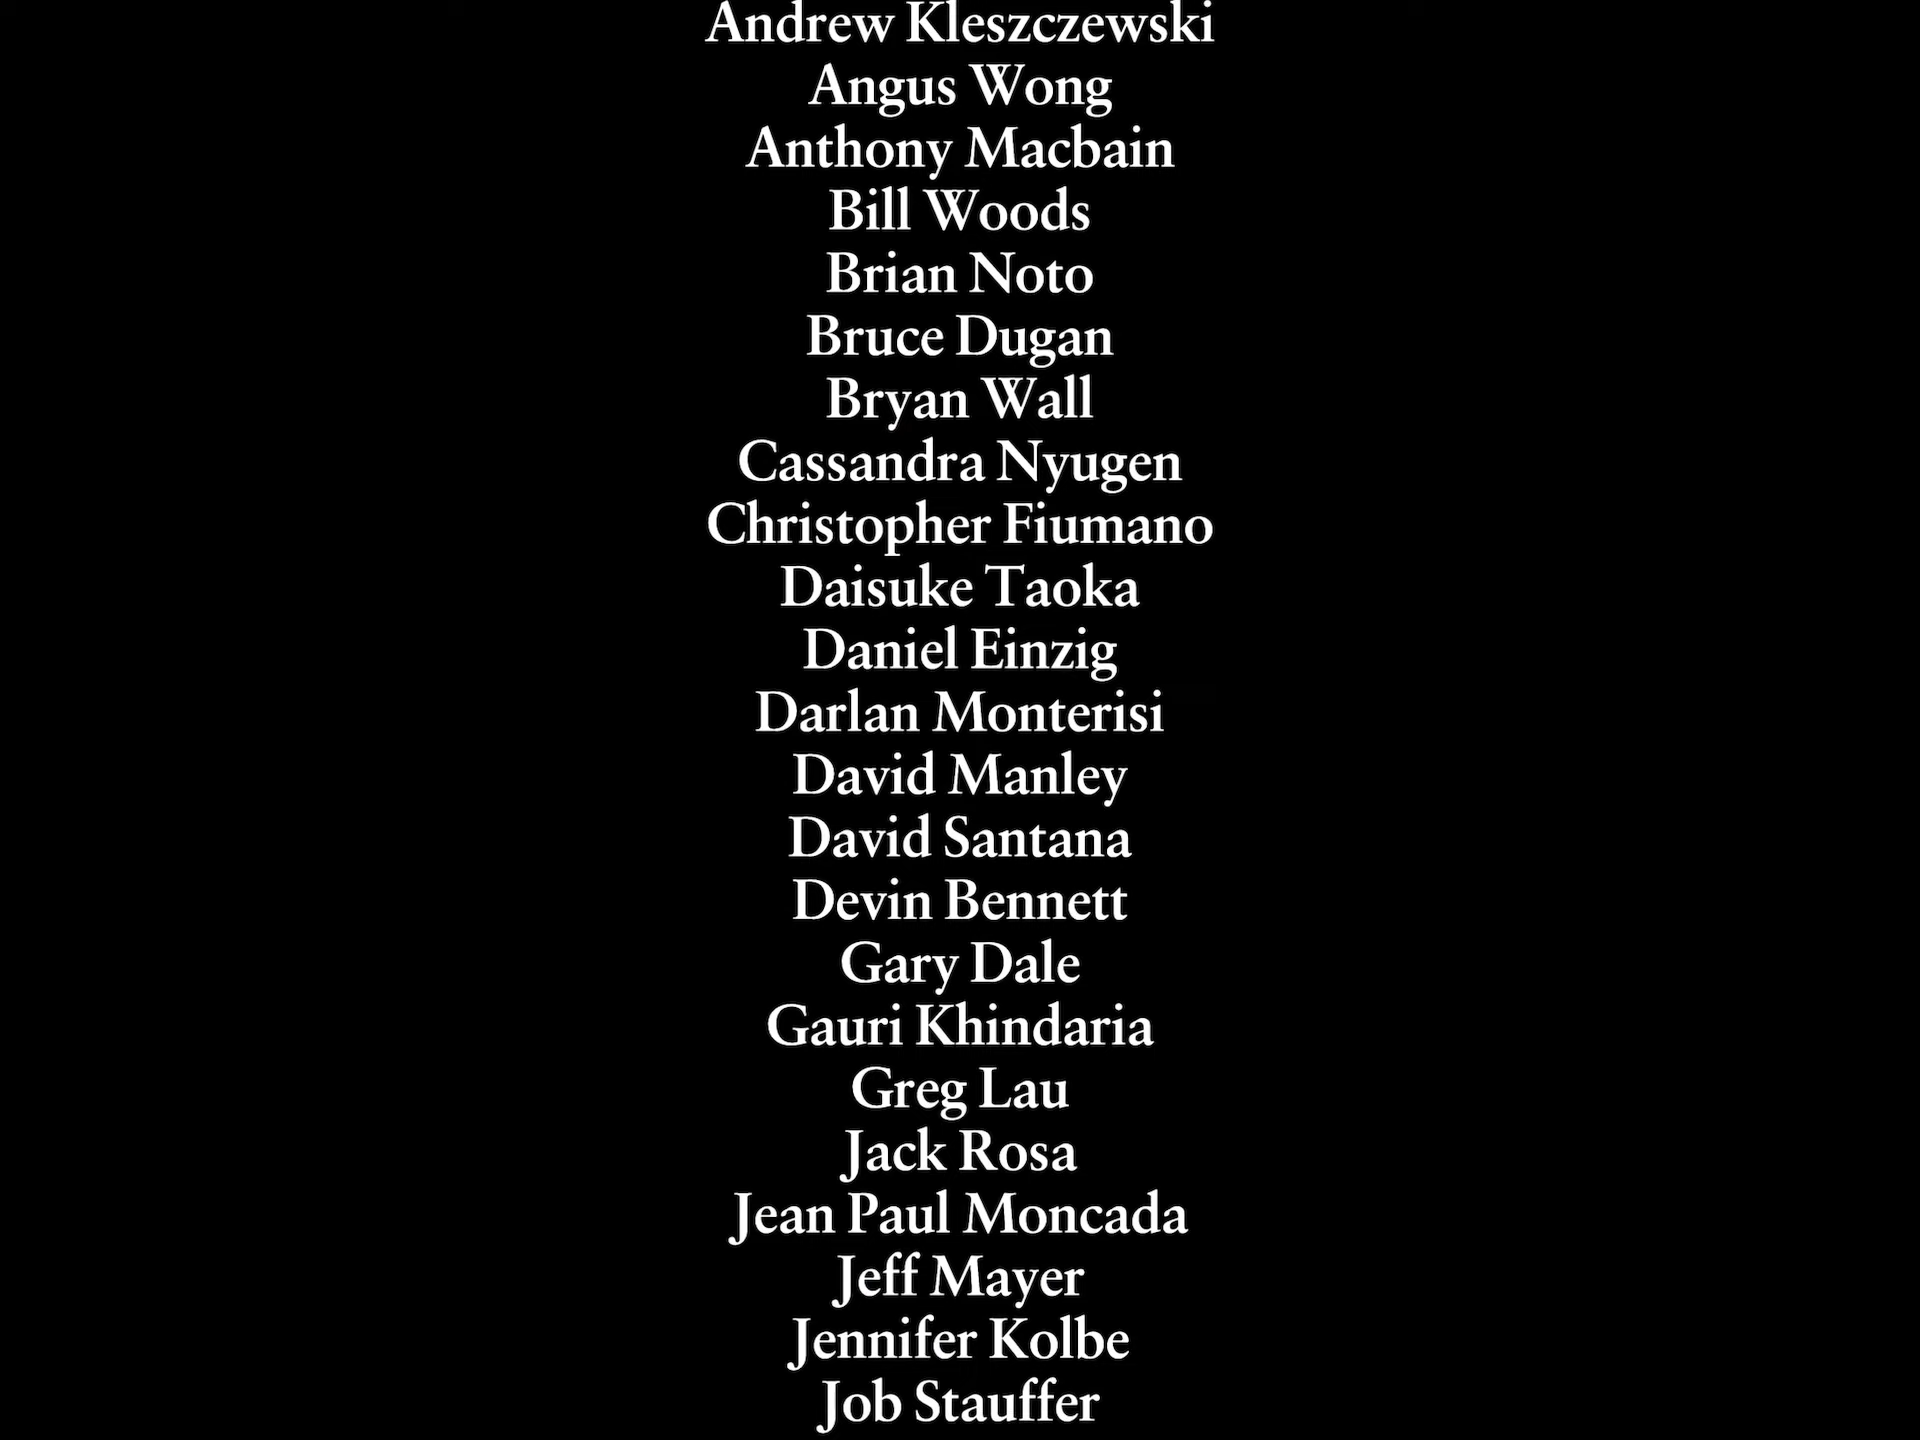 Andrew Kleszczewski
Angus Wong
Anthony Macbain
Bill Woods
Brian Noto
Bruce Dugan
Bryan Wall
Cassandra Nyugen
Christopher Fiumano
Daisuke Taoka
Daniel Einzig
Darlan Monterisi
David Manley
David Santana
Devin Bennett
Gary Dale
Gauri Khindaria
Greg Lau
Jack Rosa
Jean Paul Moncada
Jeff Mayer
Jennifer Kolbe
Job Stauffer